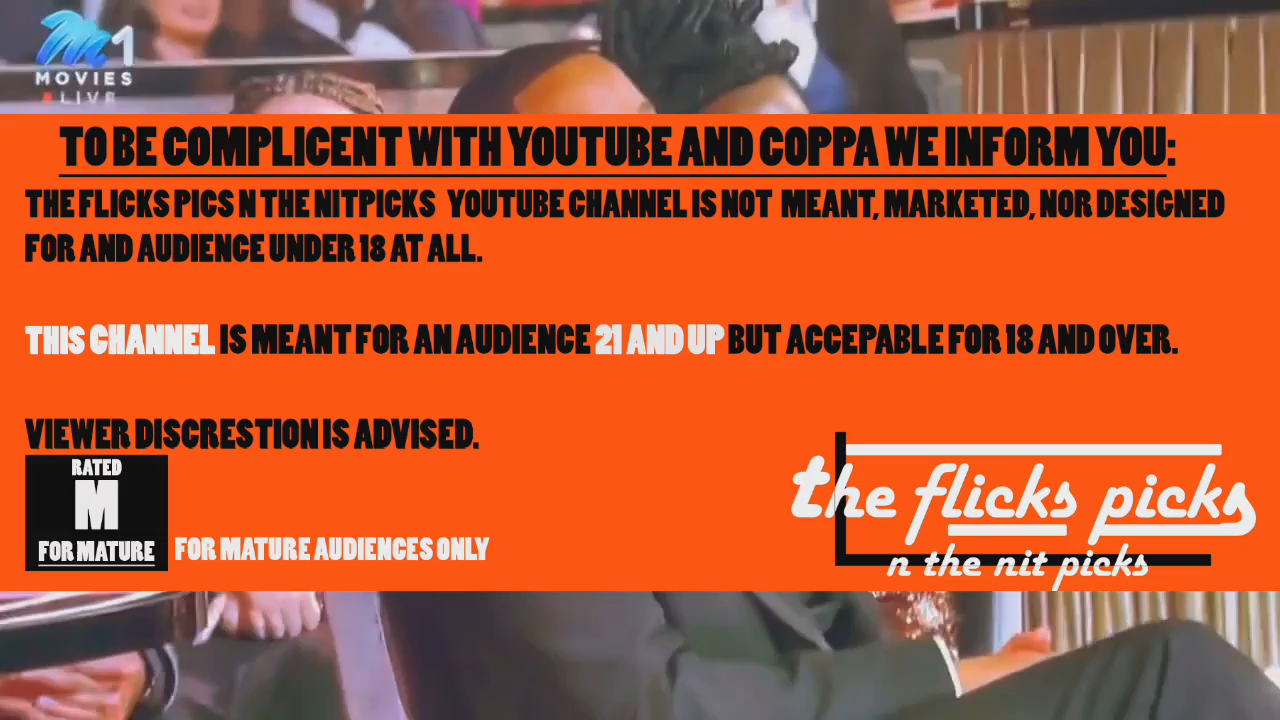 M 1
MOVIES
LIVE
TO BE COMPLICENT WITH YOUTUBE AND COPPA WE INFORM YOU:
THE FLICKS PICS N THE NITPICKS YOUTUBE CHANNEL IS NOT MEANT, MARKETED, NOR DESIGNED
FOR AND AUDIENCE UNDER 18 AT ALL.
THIS CHANNEL IS MEANT FOR AN AUDIENCE 21 AND UP BUT ACCEPABLE FOR 18 AND OVER.
VIEWER DISCRESTION IS ADVISED.
RATED
M
FOR MATURE
FOR MATURE AUDIENCES ONLY
the flicks picks
n the nit picks